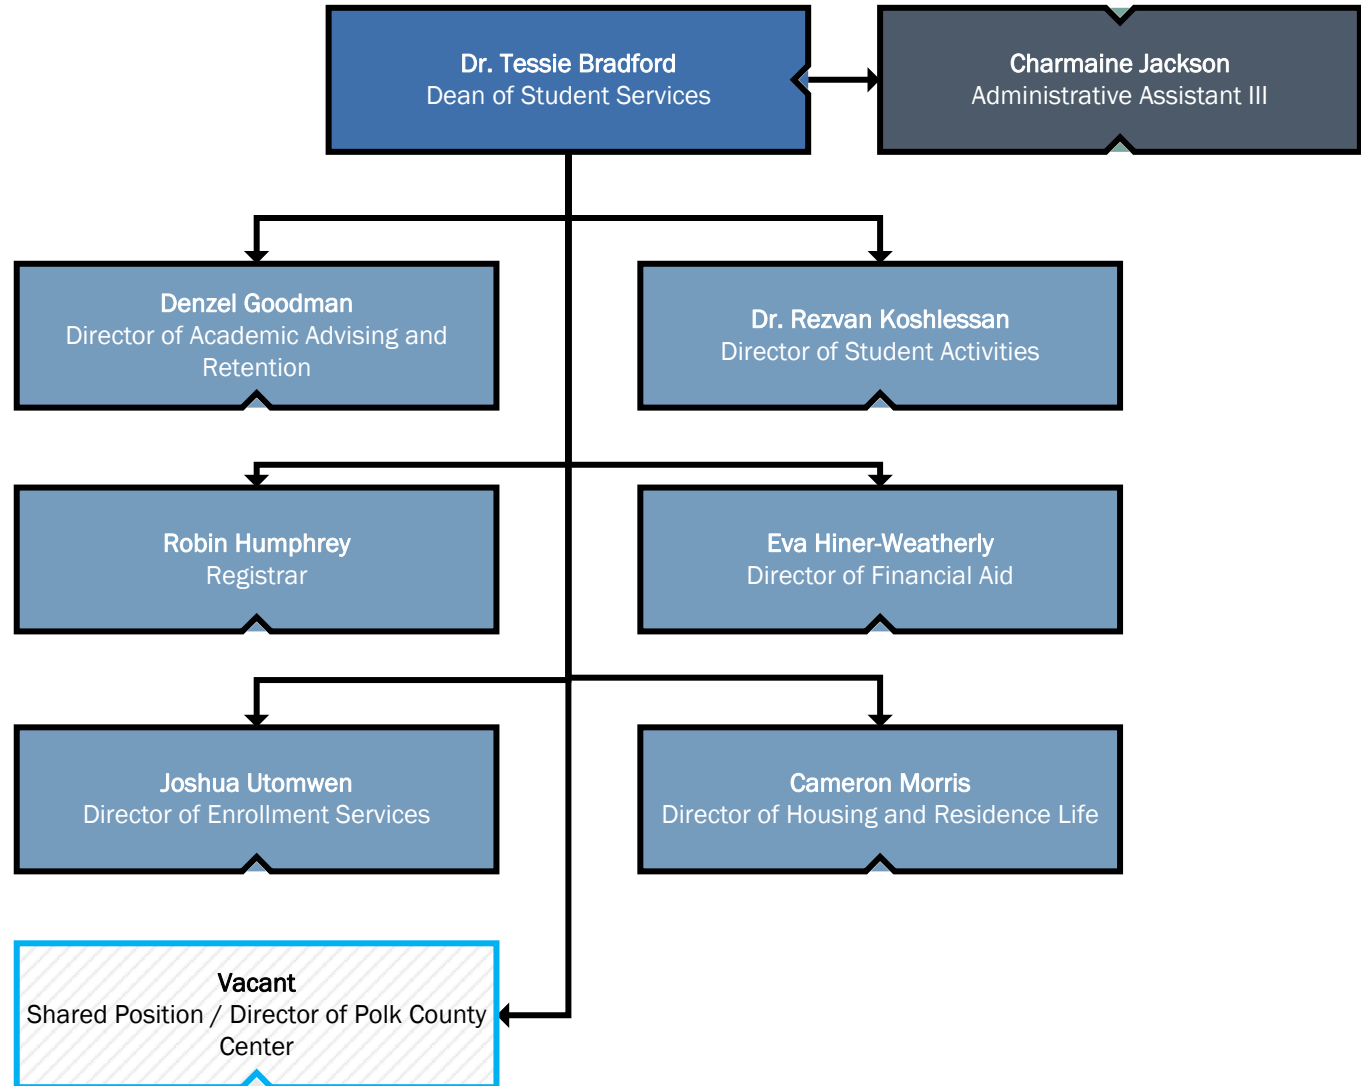 Dr. Tessie Bradford
Dean of Student Services
Charmaine Jackson
Administrative Assistant III
Denzel Goodman
Director of Academic Advising and
Retention
Dr. Rezvan Koshlessan
Director of Student Activities
Robin Humphrey
Registrar
Eva Hiner-Weatherly
Director of Financial Aid
Joshua Utomwen
Director of Enrollment Services
Cameron Morris
Director of Housing and Residence Life
Vacant
Shared Position / Director of Polk County
Center